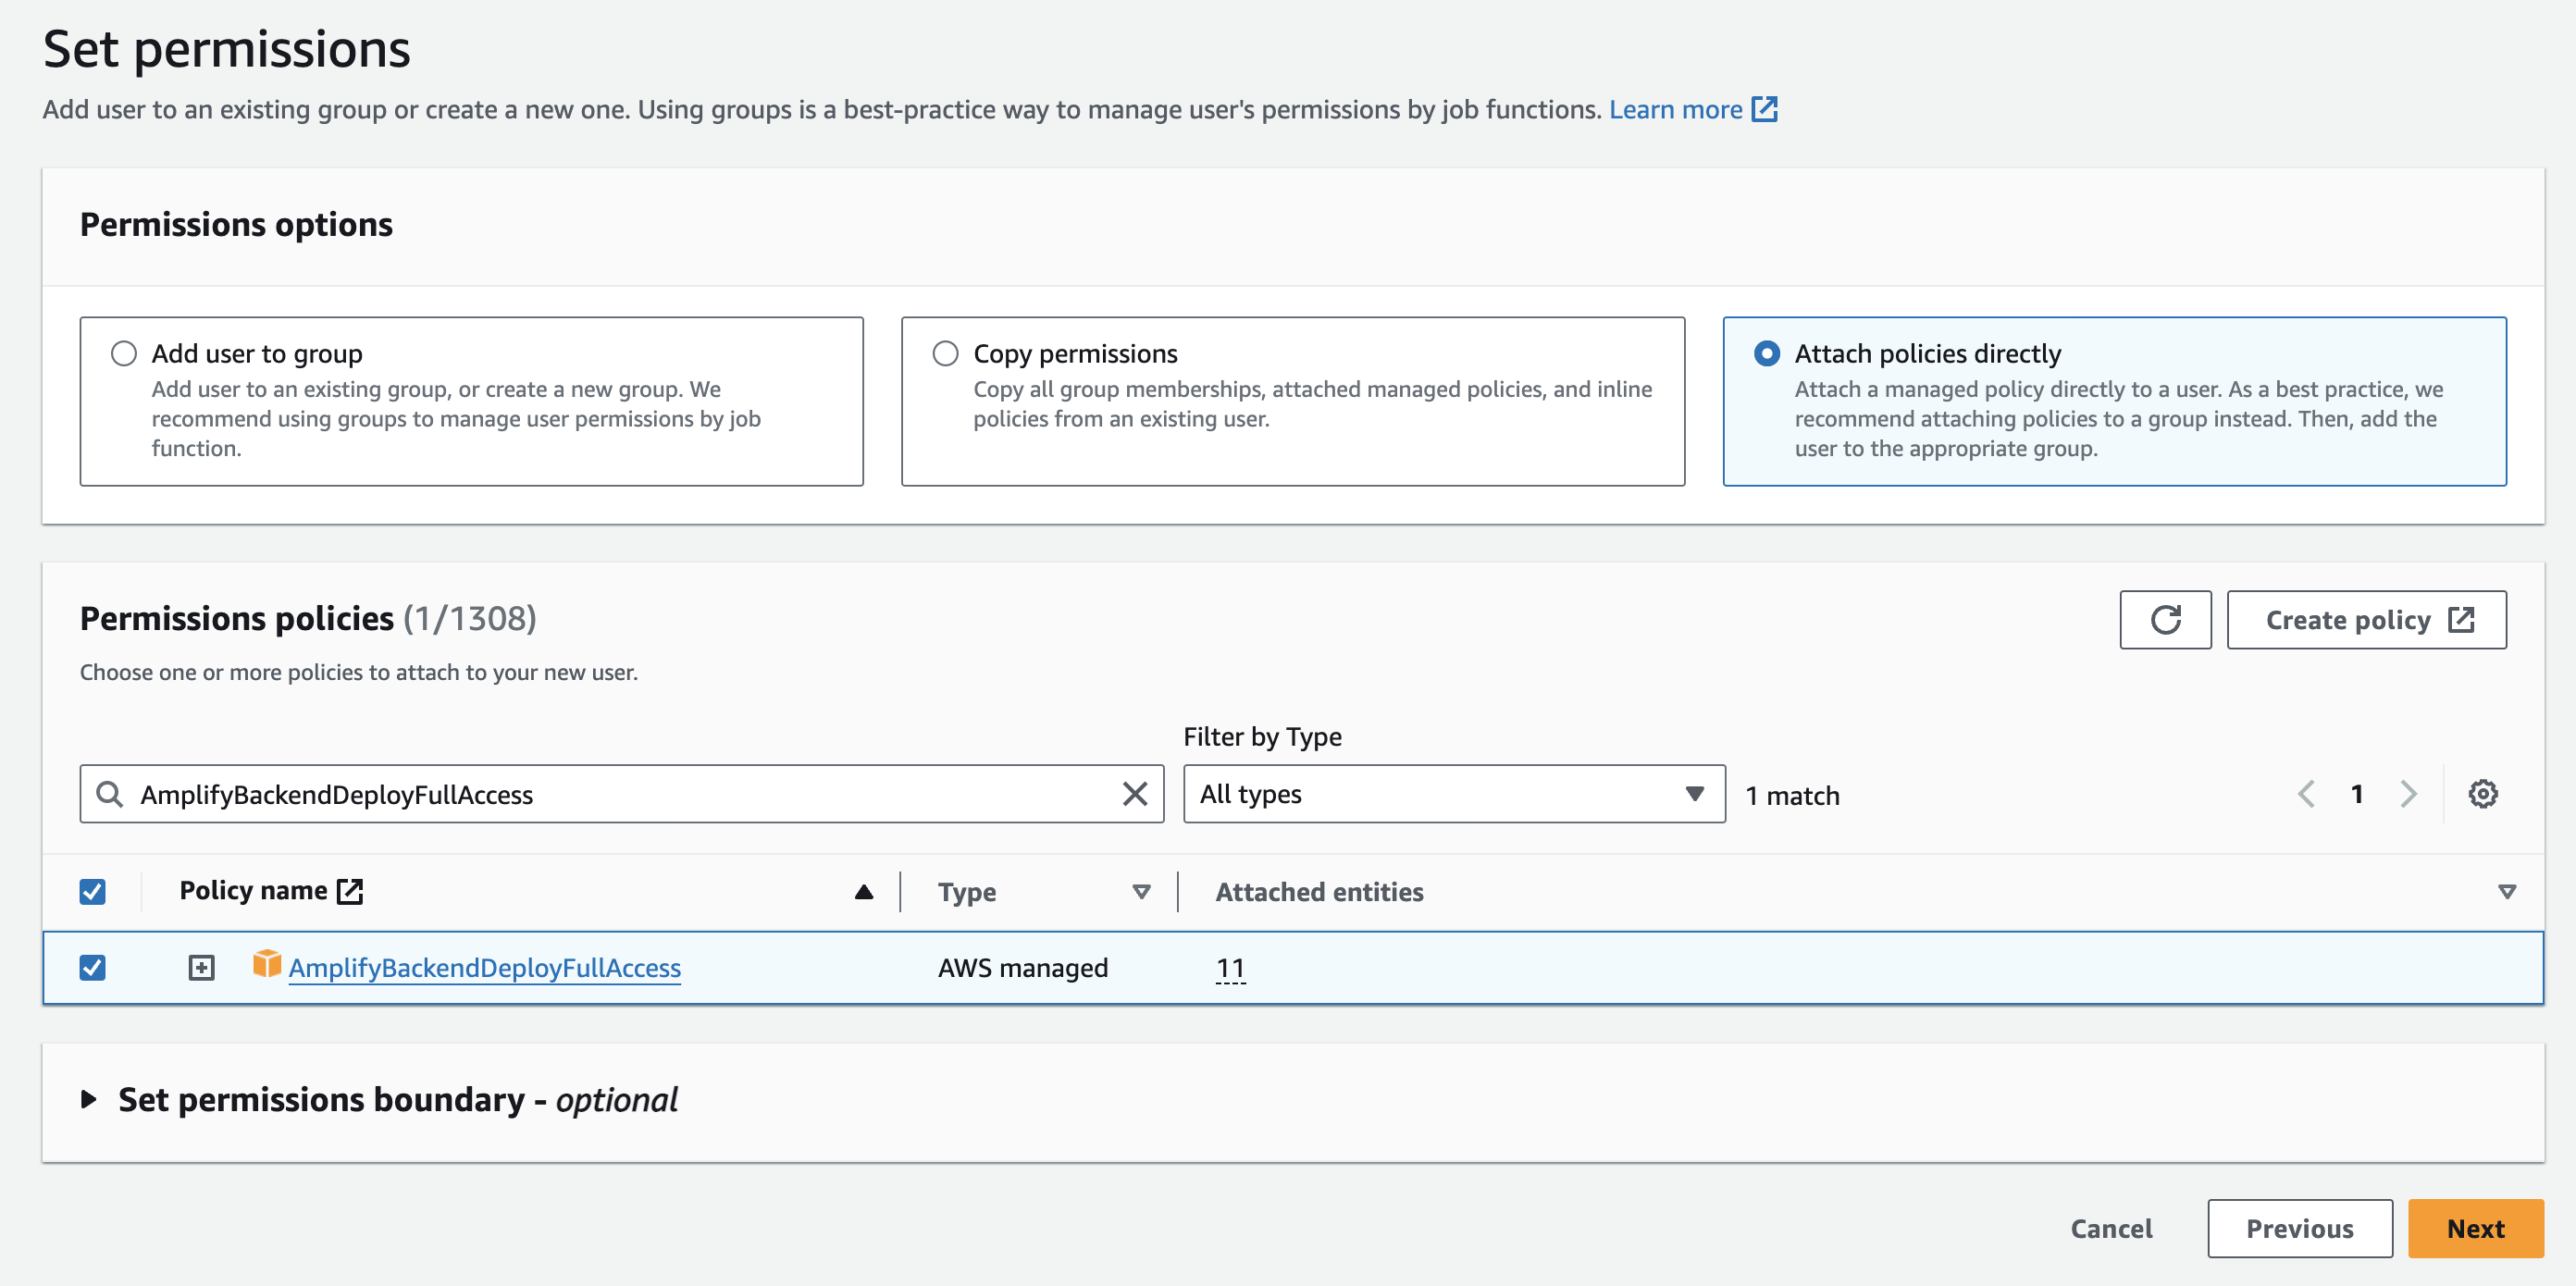 Set permissions
Add user to an existing group or create a new one. Using groups is a best-practice way to manage user's permissions by job functions. Learn more
Permissions options
Add user to group
Add user to an existing group, or create a new group. We
recommend using groups to manage user permissions by job
function.
Copy permissions
Copy all group memberships, attached managed policies, and inline
policies from an existing user.
Attach policies directly
Attach a managed policy directly to a user. As a best practice, we
recommend attaching policies to a group instead. Then, add the
user to the appropriate group.
Permissions policies (1/1308)
Create policy
Choose one or more policies to attach to your new user.
Filter by Type
AmplifyBackendDeployFullAccess
All types
1 match
1
Policy name
Type
Attached entities
AmplifyBackendDeployFullAccess
AWS managed
11
Set permissions boundary - optional
Cancel
Previous
Next